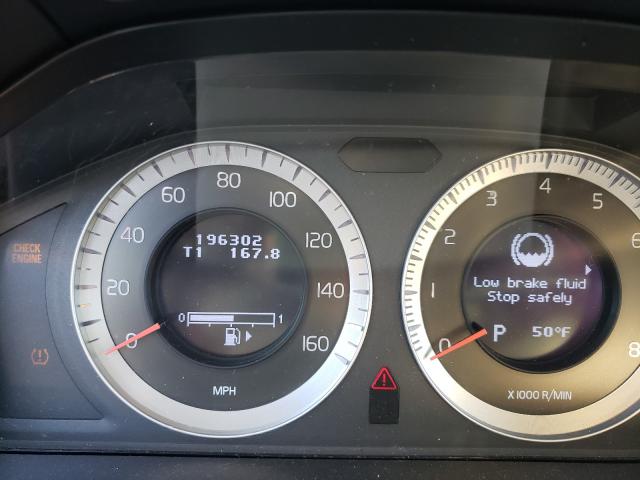 CHECK
ENGINE
0
20
40
60
80
100
120
140
160
196302
T1 167.8
0 1
MPH
0
1
2
3
4
5
6
8
Low brake fluid
Stop safely
P 50°F
X1000 R/MIN